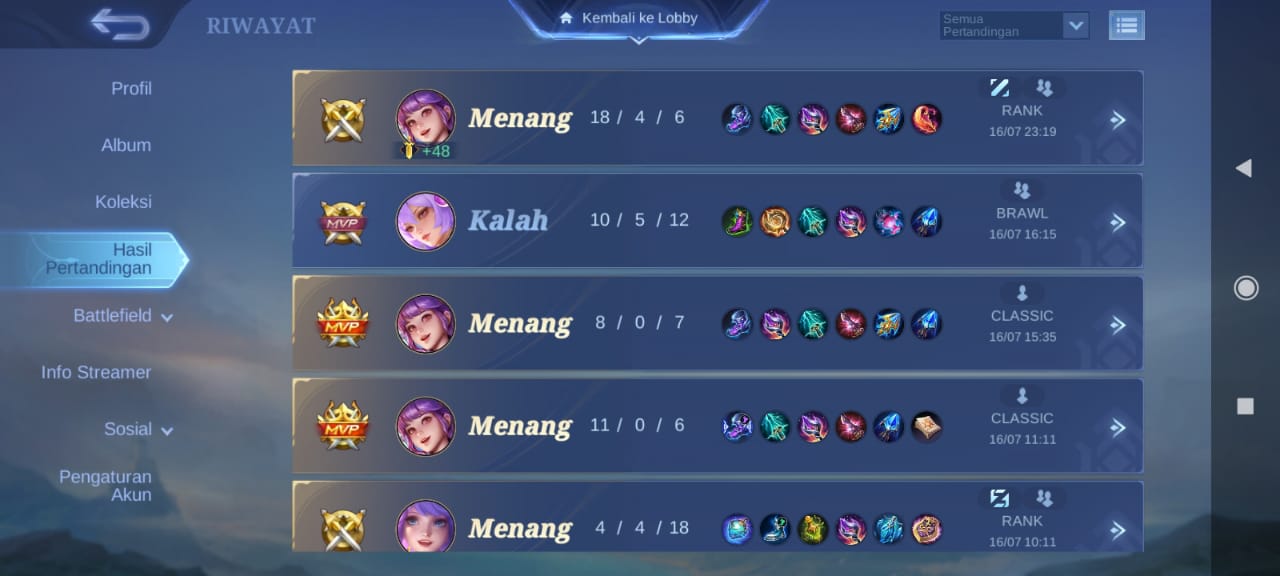 RIWAYAT
Kembali ke Lobby
Semua
Pertandingan
Profil
Album
Koleksi
Hasil
Pertandingan
Battlefield
Info Streamer
Sosial
Pengaturan
Akun
+48
Menang 18 / 4 / 6
RANK
16/07 23:19
MVP
Kalah 10 / 5 / 12
BRAWL
16/07 16:15
MVP
Menang 8 / 0 / 7
CLASSIC
16/07 15:35
MVP
Menang 11 / 0 / 6
CLASSIC
16/07 11:11
Menang 4 / 4 / 18
RANK
16/07 10:11